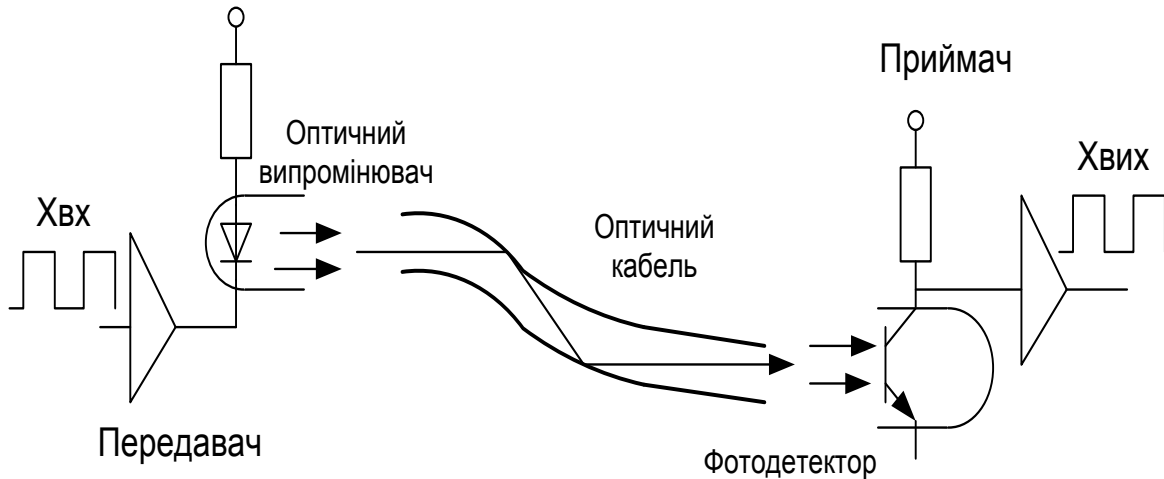 Приймач
Оптичний
випромінювач
Хвих
Хвх
Оптичний
кабель
Передавач
Фотодетектор